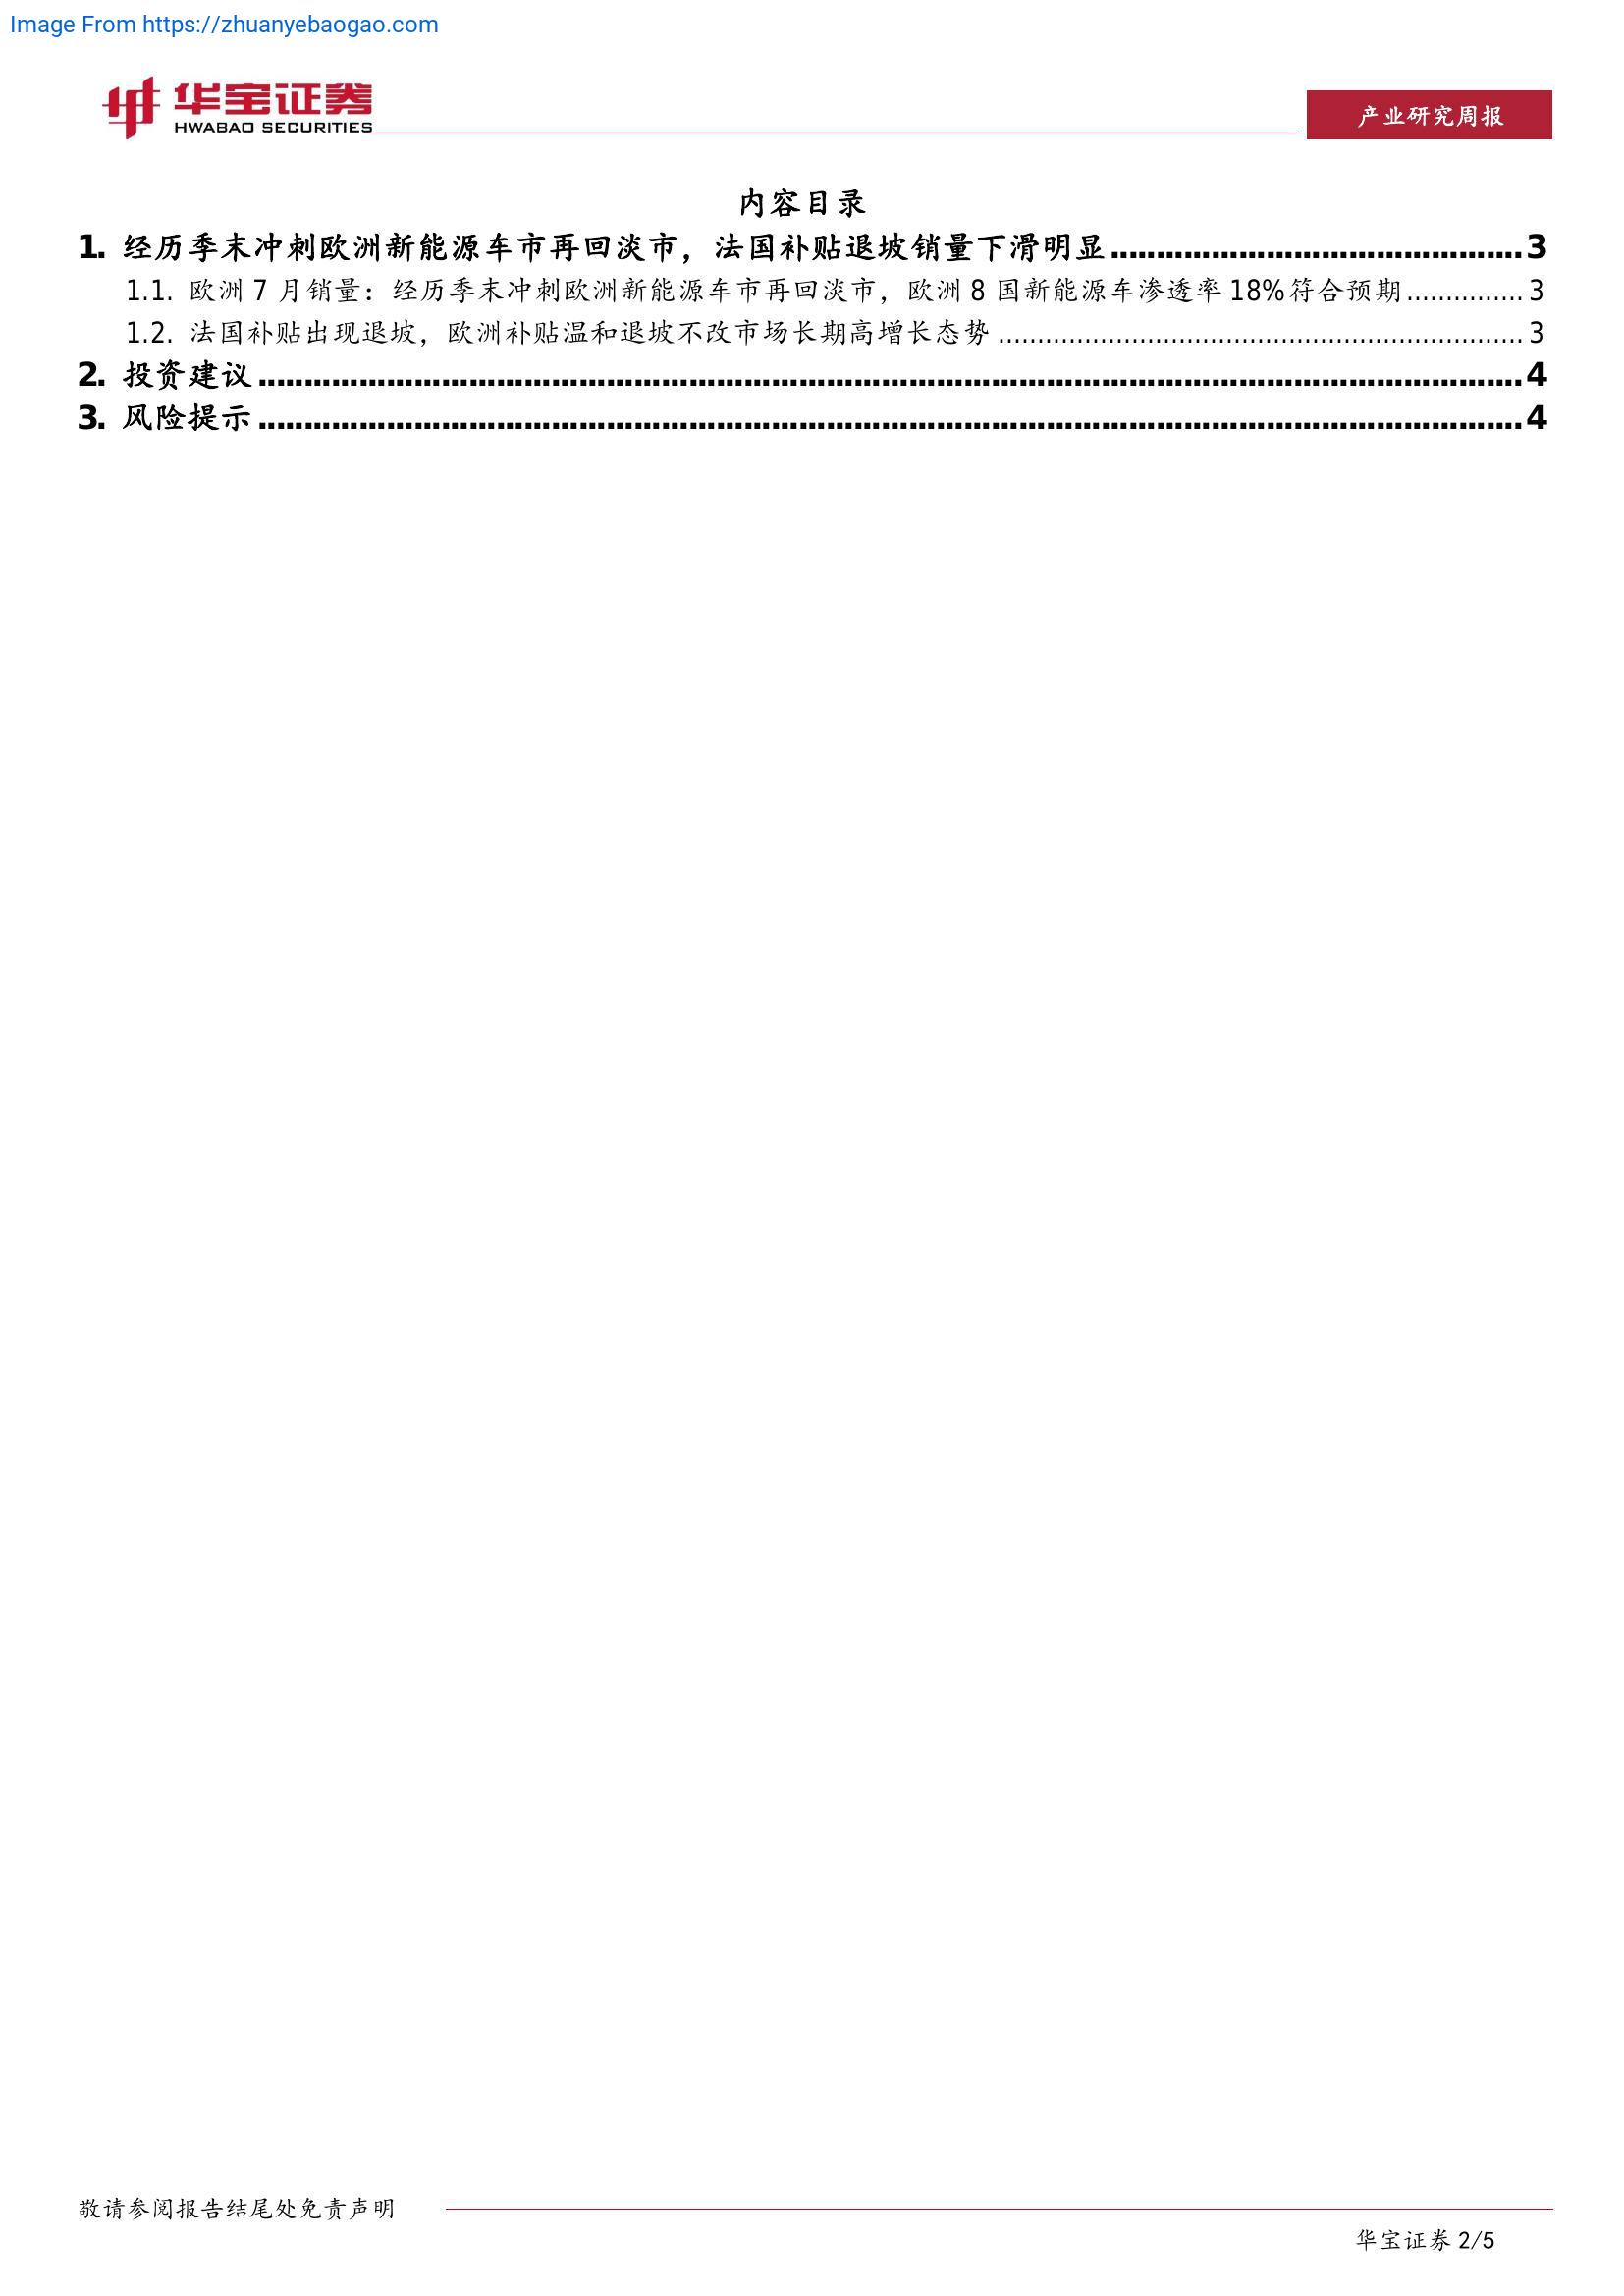 Image From https://zhuanyebaogao.com
华宝证券
HWABAO SECURITIES
产业研究周报
内容目录
1. 经历季末冲刺欧洲新能源车市再回淡市，法国补贴退坡销量下滑明显............................................3
1.1. 欧洲 7 月销量：经历季末冲刺欧洲新能源车市再回淡市，欧洲 8 国新能源车渗透率 18%符合预期...............3
1.2. 法国补贴出现退坡，欧洲补贴温和退坡不改市场长期高增长态势...................................................................3
2. 投资建议.......................................................................................................................................4
3. 风险提示.......................................................................................................................................4
敬请参阅报告结尾处免责声明
华宝证券 2/5